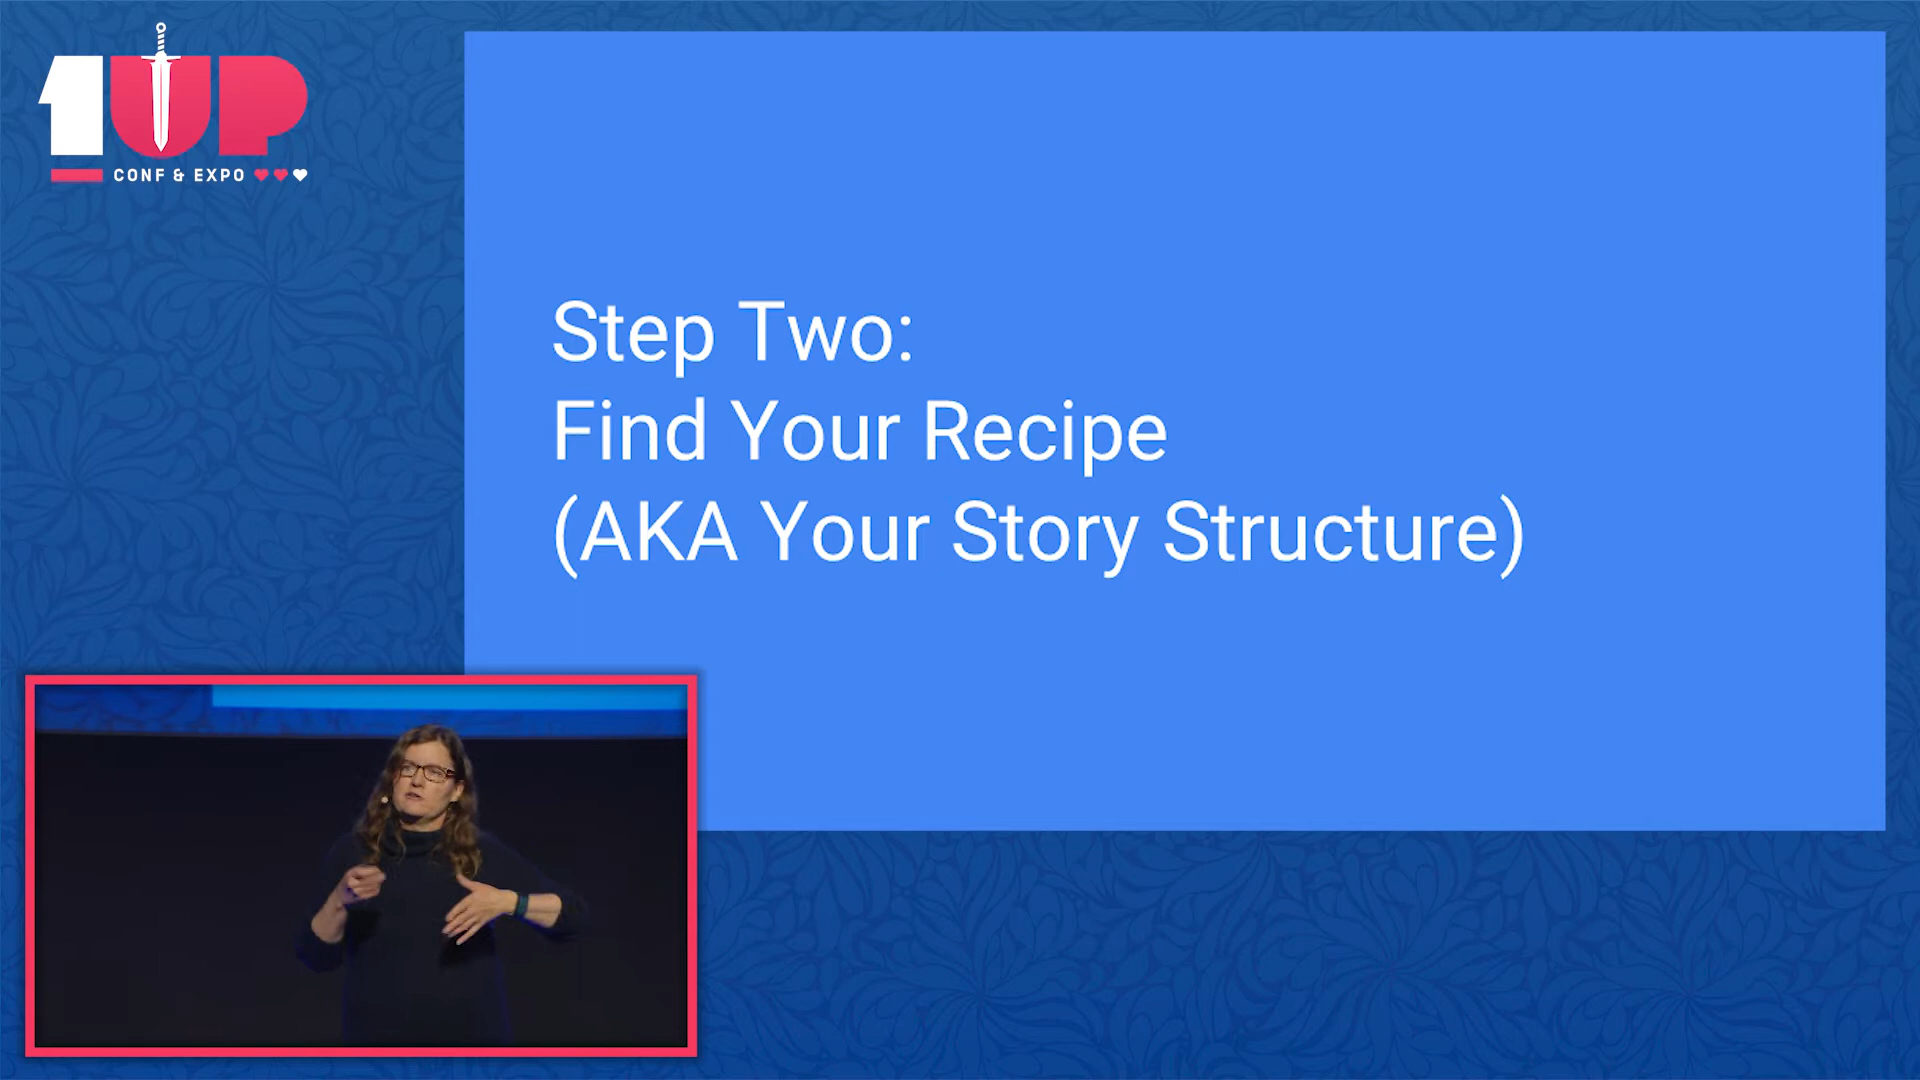 1UP
CONF & EXPO
Step Two:
Find Your Recipe
(AKA Your Story Structure)